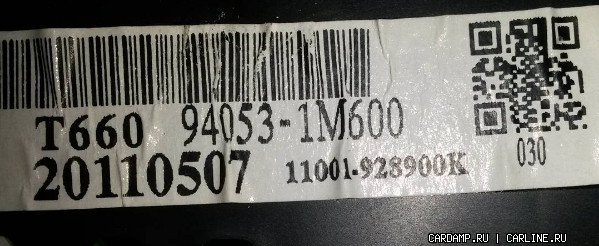 T660 94053-1M600
20110507 11001-928900K 030
CARDAMP.RU | CARLINE.RU